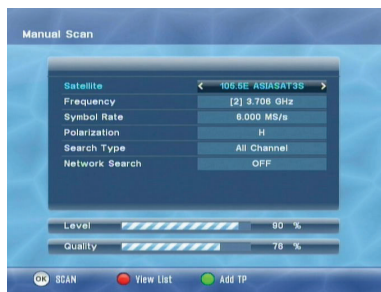 Manual Scan
Satellite < 105.5E ASIASAT3S >
Frequency [2] 3.706 GHz
Symbol Rate 6.000 MS/s
Polarization H
Search Type All Channel
Network Search OFF
Level 90 %
Quality 76 %
OK SCAN View List Add TP